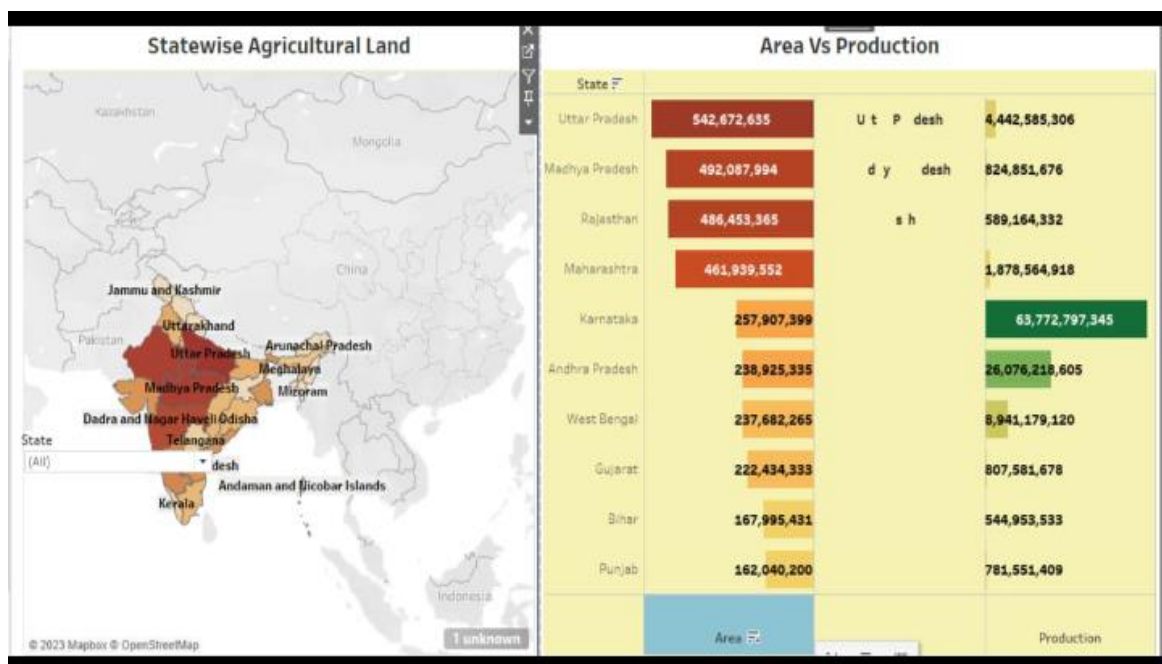 Statewise Agricultural Land
Kazakhstan
Mongolia
China
Jammu and Kashmir
Uttarakhand
Pakistan
Uttar Pradesh
Arunachal Pradesh
Meghalaya
Madhya Pradesh
Mizoram
Dadra and Nagar Haveli Odisha
State
Telangana
(All)
desh
Andaman and Nicobar Islands
Kerala
Indonesia
© 2023 Mapbox © OpenStreetMap
1 unknown
Area Vs Production
State
Uttar Pradesh 542,672,635 U t P desh 4,442,585,306
Madhya Pradesh 492,087,994 d y desh 824,851,676
Rajasthan 486,453,365 s h 589,164,332
Maharashtra 461,939,552 1,878,564,918
Karnataka 257,907,399 63,772,797,345
Andhra Pradesh 238,925,335 26,076,218,605
West Bengal 237,682,265 8,941,179,120
Gujarat 222,434,333 807,581,678
Bihar 167,995,431 544,953,533
Punjab 162,040,200 781,551,409
Area Production